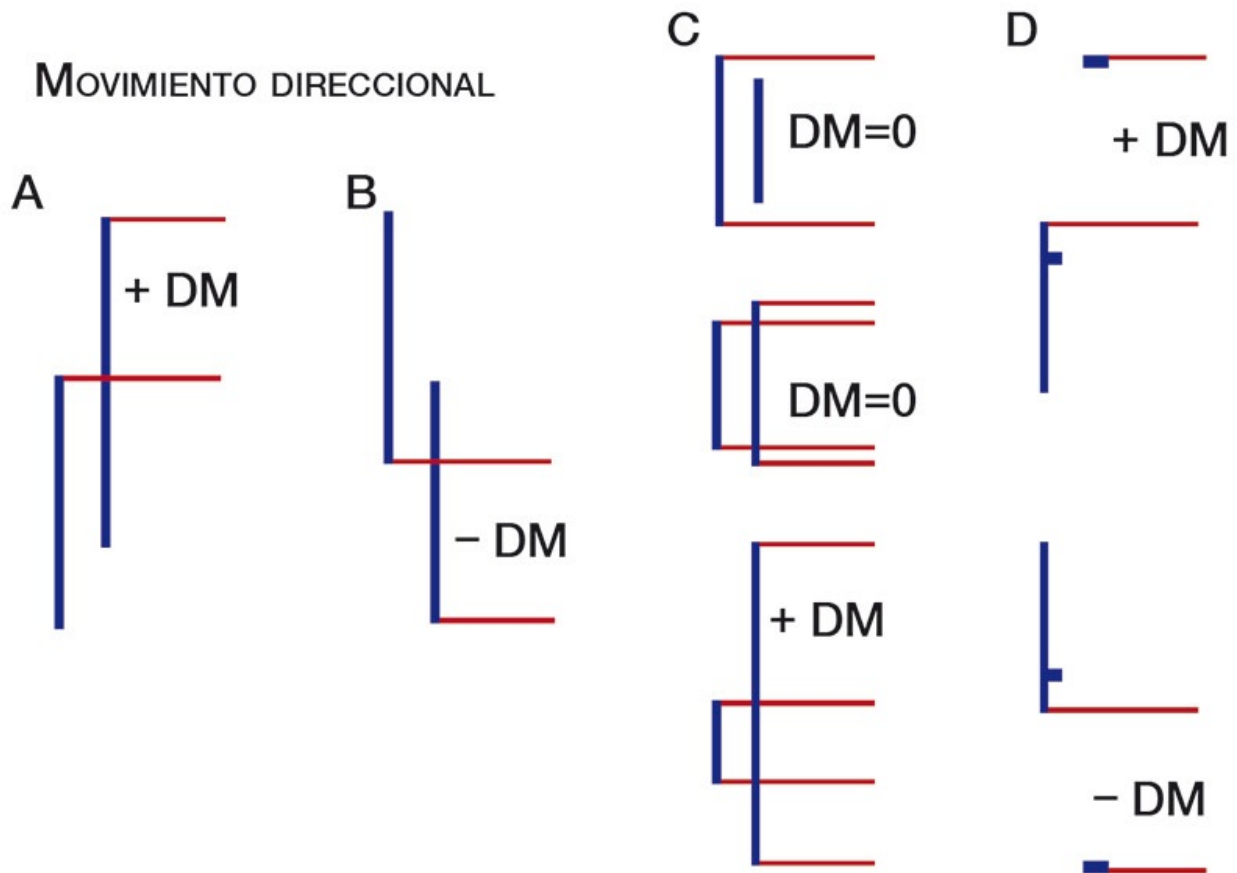 MOVIMIENTO DIRECCIONAL
A
+ DM
B
− DM
C
DM=0
DM=0
+ DM
D
+ DM
− DM